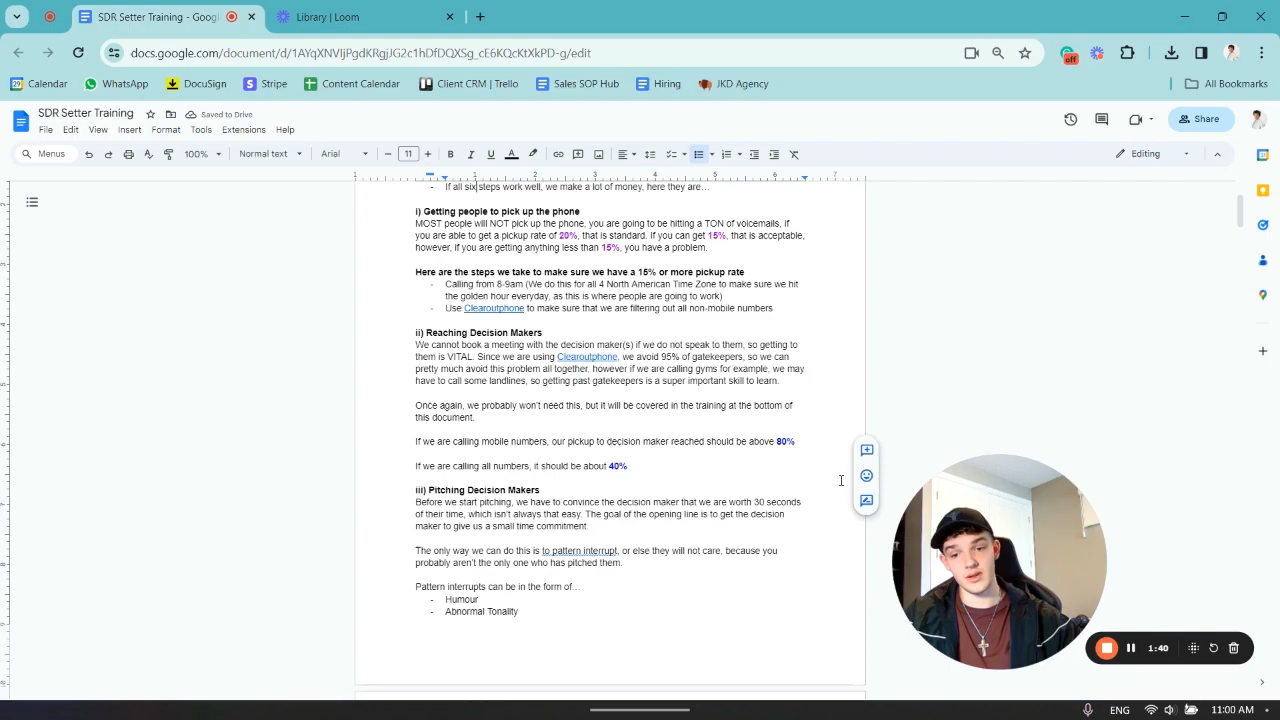 SDR Setter Training - Googl
Library | Loom
docs.google.com/document/d/1AYqXNVIjPgdKRgjJG2c1hDfDQXSg_cE6KQcKtXkPD-g/edit
off
Calendar
WhatsApp
DocuSign
Stripe
Content Calendar
Client CRM | Trello
Sales SOP Hub
Hiring
JKD Agency
All Bookmarks
SDR Setter Training
Saved to Drive
File Edit View Insert Format Tools Extensions Help
Share
Menus
100%
Normal text
Arial
11
Editing
1 1 2 3 4 5 6 7
- If all six steps work well, we make a lot of money, here they are…
i) Getting people to pick up the phone
MOST people will NOT pick up the phone, you are going to be hitting a TON of voicemails, if
you are able to get a pickup rate of 20%, that is standard. If you can get 15%, that is acceptable,
however, if you are getting anything less than 15%, you have a problem.
Here are the steps we take to make sure we have a 15% or more pickup rate
- Calling from 8-9am (We do this for all 4 North American Time Zone to make sure we hit
the golden hour everyday, as this is where people are going to work)
- Use Clearoutphone to make sure that we are filtering out all non-mobile numbers
ii) Reaching Decision Makers
We cannot book a meeting with the decision maker(s) if we do not speak to them, so getting to
them is VITAL. Since we are using Clearoutphone, we avoid 95% of gatekeepers, so we can
pretty much avoid this problem all together, however if we are calling gyms for example, we may
have to call some landlines, so getting past gatekeepers is a super important skill to learn.
Once again, we probably won't need this, but it will be covered in the training at the bottom of
this document.
If we are calling mobile numbers, our pickup to decision maker reached should be above 80%
If we are calling all numbers, it should be about 40%
iii) Pitching Decision Makers
Before we start pitching, we have to convince the decision maker that we are worth 30 seconds
of their time, which isn't always that easy. The goal of the opening line is to get the decision
maker to give us a small time commitment.
The only way we can do this is to pattern interrupt, or else they will not care, because you
probably aren't the only one who has pitched them.
Pattern interrupts can be in the form of…
- Humour
- Abnormal Tonality
1:40
ENG
11:00 AM